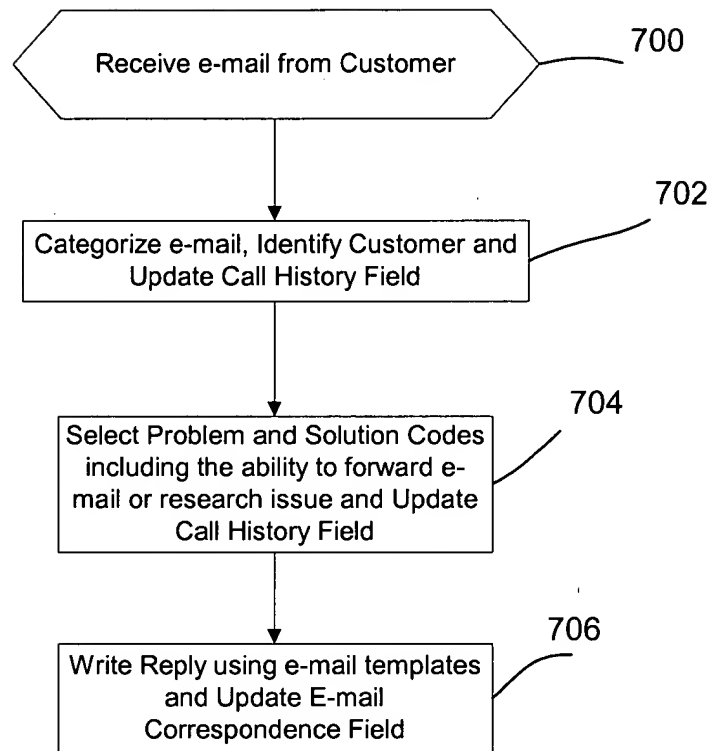 Receive e-mail from Customer
700
702
Categorize e-mail, Identify Customer and
Update Call History Field
704
Select Problem and Solution Codes
including the ability to forward e-
mail or research issue and Update
Call History Field
706
Write Reply using e-mail templates
and Update E-mail
Correspondence Field